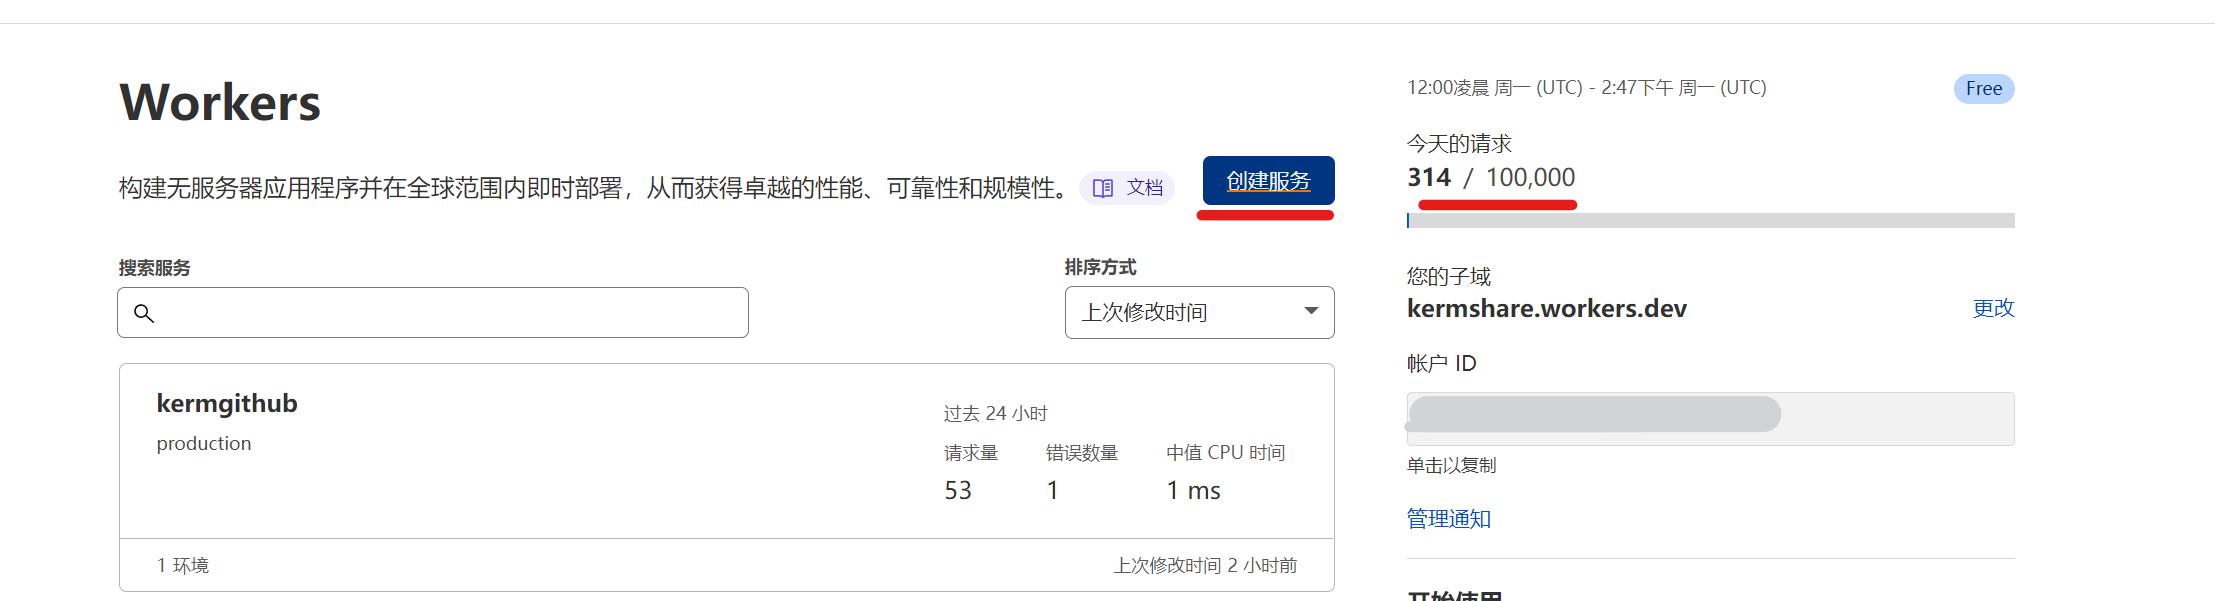 Workers
构建无服务器应用程序并在全球范围内即时部署，从而获得卓越的性能、可靠性和规模性。 文档
创建服务
搜索服务
排序方式
上次修改时间
kermgithub
production
过去 24 小时
请求量 错误数量 中值 CPU 时间
53 1 1 ms
1 环境 上次修改时间 2 小时前
12:00凌晨 周一 (UTC) - 2:47下午 周一 (UTC) Free
今天的请求
314 / 100,000
您的子域
kermshare.workers.dev 更改
帐户 ID
单击以复制
管理通知
开始使用